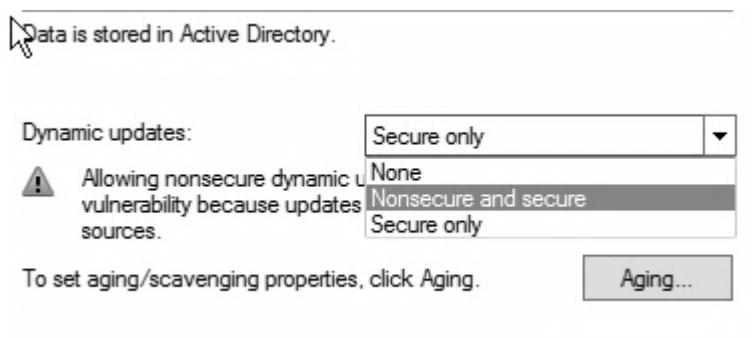 Data is stored in Active Directory.
Dynamic updates:
Secure only
None
Nonsecure and secure
Secure only
Allowing nonsecure dynamic
vulnerability because updates
sources.
To set aging/scavenging properties, click Aging.
Aging...